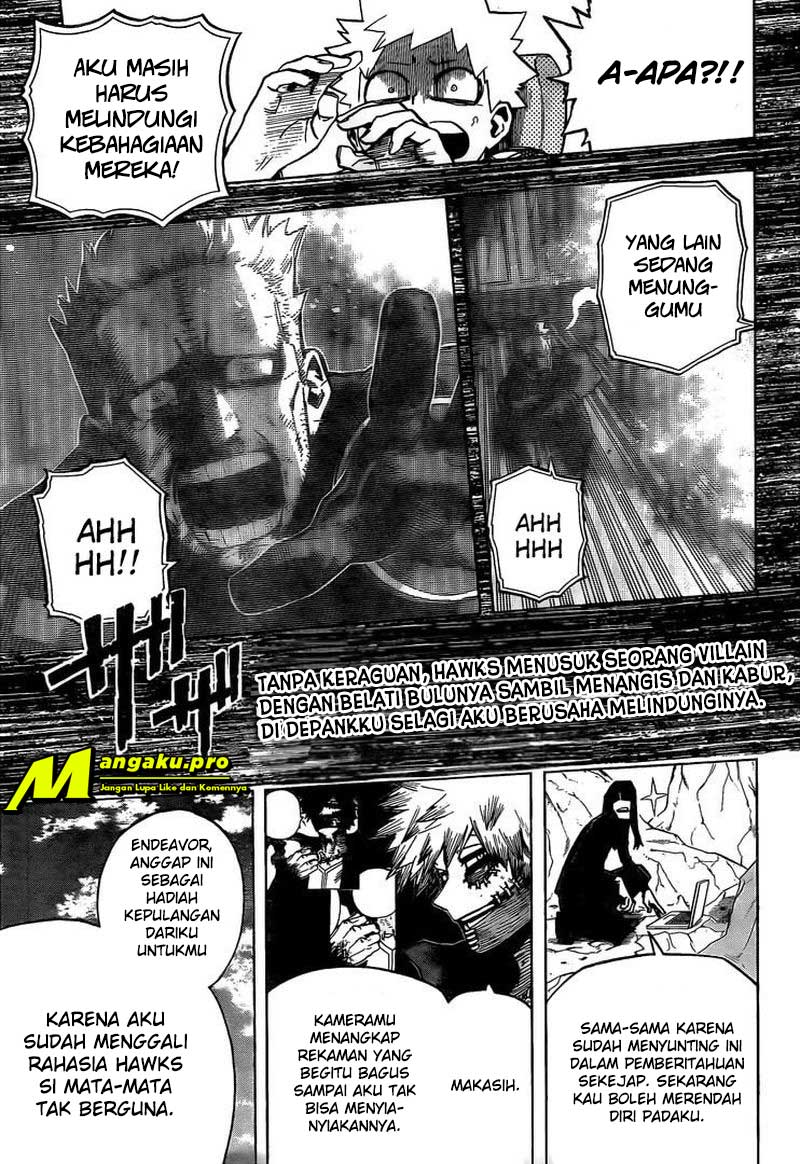 A-APA?!!
AKU MASIH
HARUS
MELINDUNGI
KEBAHAGIAAN
MEREKA!
YANG LAIN
SEDANG
MENUNG-
GUMU
AHH
HHH
AHH
HH!!
TANPA KERAGUAN, HAWKS MENUSUK SEORANG VILLAIN
DENGAN BELATI BULUNYA SAMBIL MENANGIS DAN KABUR,
DI DEPANKKU SELAGI AKU BERUSAHA MELINDUNGINYA.
Mangaku.pro
Jangan Lupa Like dan Komennya
SAMA-SAMA KARENA
SUDAH MENYUNTING INI
DALAM PEMBERITAHUAN
SEKEJAP. SEKARANG
KAU BOLEH MERENDAH
DIRI PADAKU.
MAKASIH.
KAMERAMU
MENANGKAP
REKAMAN YANG
BEGITU BAGUS
SAMPAI AKU TAK
BISA MENYIA-
NYIAKANNYA.
ENDEAVOR,
ANGGAP INI
SEBAGAI
HADIAH
KEPULANGAN
DARIKU
UNTUKMU
KARENA AKU
SUDAH MENGGALI
RAHASIA HAWKS
SI MATA-MATA
TAK BERGUNA.